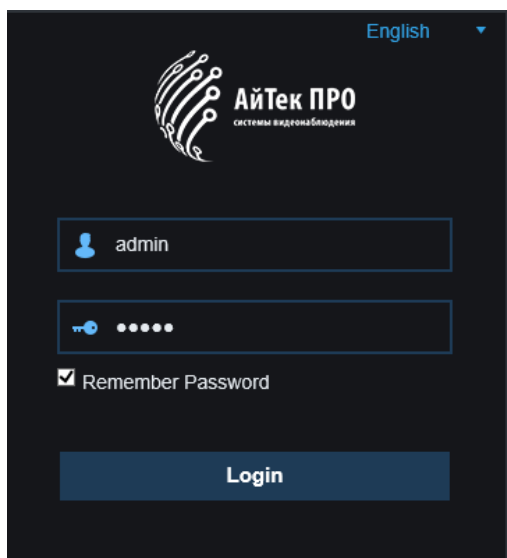 English
АйТек ПРО
системы видеонаблюдения
admin
•••••
Remember Password
Login